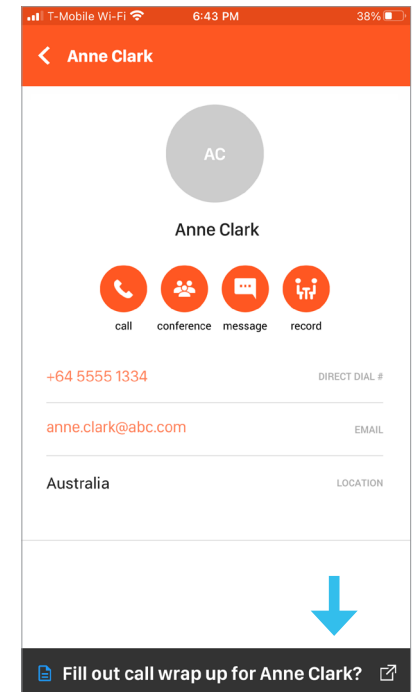 T-Mobile Wi-Fi 6:43 PM 38%
Anne Clark
AC
Anne Clark
call conference message record
+64 5555 1334 DIRECT DIAL #
anne.clark@abc.com EMAIL
Australia LOCATION
Fill out call wrap up for Anne Clark?